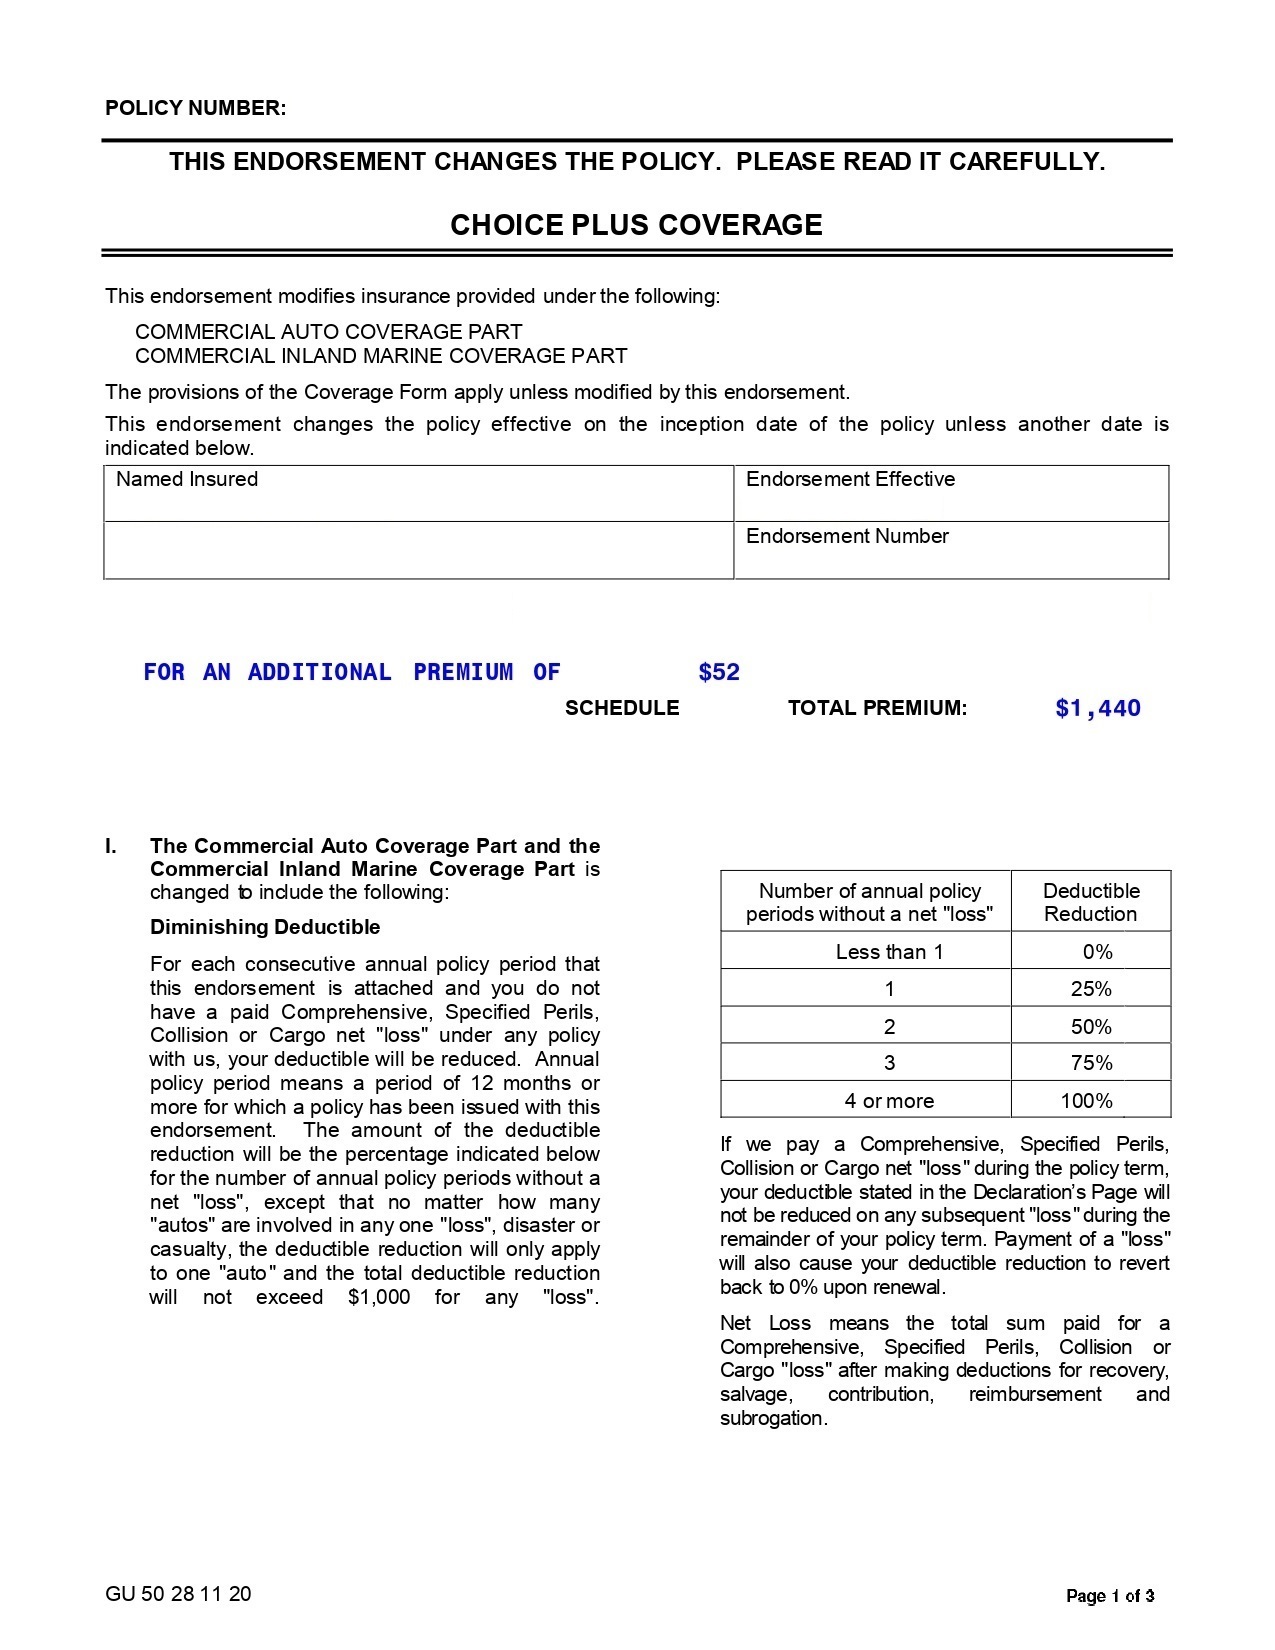 POLICY NUMBER:
THIS ENDORSEMENT CHANGES THE POLICY.  PLEASE READ IT CAREFULLY.
CHOICE PLUS COVERAGE
This endorsement modifies insurance provided under the following:
COMMERCIAL AUTO COVERAGE PART
COMMERCIAL INLAND MARINE COVERAGE PART
The provisions of the Coverage Form apply unless modified by this endorsement.
This endorsement changes the policy effective on the inception date of the policy unless another date is
indicated below.
Named Insured Endorsement Effective
Endorsement Number
FOR AN ADDITIONAL PREMIUM OF $52
SCHEDULE TOTAL PREMIUM: $1,440
I. The Commercial Auto Coverage Part and the
Commercial Inland Marine Coverage Part is
changed to include the following:
Diminishing Deductible
For each consecutive annual policy period that
this endorsement is attached and you do not
have a paid Comprehensive, Specified Perils,
Collision or Cargo net "loss" under any policy
with us, your deductible will be reduced.  Annual
policy period means a period of 12 months or
more for which a policy has been issued with this
endorsement.  The amount of the deductible
reduction will be the percentage indicated below
for the number of annual policy periods without a
net "loss", except that no matter how many
"autos" are involved in any one "loss", disaster or
casualty, the deductible reduction will only apply
to one "auto" and the total deductible reduction
will not exceed $1,000 for any "loss".
Number of annual policy Deductible
periods without a net "loss" Reduction
Less than 1 0%
1 25%
2 50%
3 75%
4 or more 100%
If we pay a Comprehensive, Specified Perils,
Collision or Cargo net "loss" during the policy term,
your deductible stated in the Declaration’s Page will
not be reduced on any subsequent "loss" during the
remainder of your policy term. Payment of a "loss"
will also cause your deductible reduction to revert
back to 0% upon renewal.
Net Loss means the total sum paid for a
Comprehensive, Specified Perils, Collision or
Cargo "loss" after making deductions for recovery,
salvage, contribution, reimbursement and
subrogation.
GU 50 28 11 20 Page 1 of 3